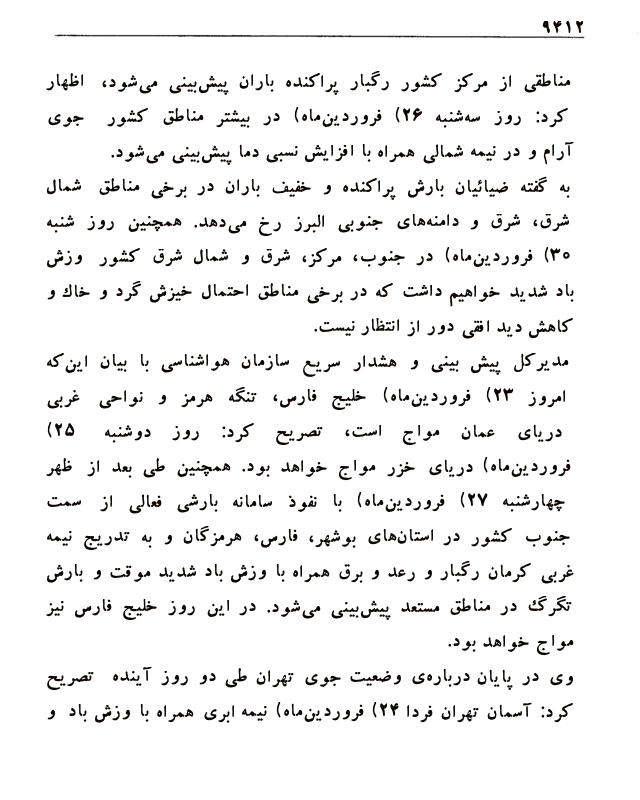 ۹۴۱۲
مناطقی از مرکز کشور رگبار پراکنده باران پیش‌بینی می‌شود، اظهار
کرد: روز سه‌شنبه ۲۶) فروردین‌ماه) در بیشتر مناطق کشور جوی
آرام و در نیمه شمالی همراه با افزایش نسبی دما پیش‌بینی می‌شود.
به گفته ضیائیان بارش پراکنده و خفیف باران در برخی مناطق شمال
شرق، شرق و دامنه‌های جنوبی البرز رخ می‌دهد. همچنین روز شنبه
۳۰) فروردین‌ماه) در جنوب، مرکز، شرق و شمال شرق کشور وزش
باد شدید خواهیم داشت که در برخی مناطق احتمال خیزش گرد و خاك و
کاهش دید افقی دور از انتظار نیست.
مدیرکل پیش بینی و هشدار سریع سازمان هواشناسی با بیان این‌که
امروز ۲۳) فروردین‌ماه) خلیج فارس، تنگه هرمز و نواحی غربی
دریای عمان مواج است، تصریح کرد: روز دوشنبه ۲۵)
فروردین‌ماه) دریای خزر مواج خواهد بود. همچنین طی بعد از ظهر
چهارشنبه ۲۷) فروردین‌ماه) با نفوذ سامانه بارشی فعالی از سمت
جنوب کشور در استان‌های بوشهر، فارس، هرمزگان و به تدریج نیمه
غربی کرمان رگبار و رعد و برق همراه با وزش باد شدید موقت و بارش
تگرگ در مناطق مستعد پیش‌بینی می‌شود. در این روز خلیج فارس نیز
مواج خواهد بود.
وی در پایان درباره‌ی وضعیت جوی تهران طی دو روز آینده تصریح
کرد: آسمان تهران فردا ۲۴) فروردین‌ماه) نیمه ابری همراه با وزش باد و